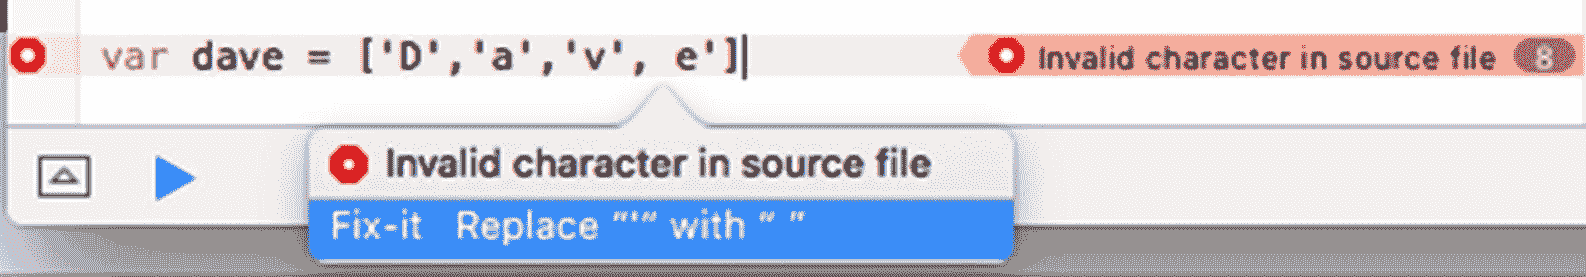 var dave = ['D','a','v', e']
Invalid character in source file 8
Invalid character in source file
Fix-it Replace "'" with " "